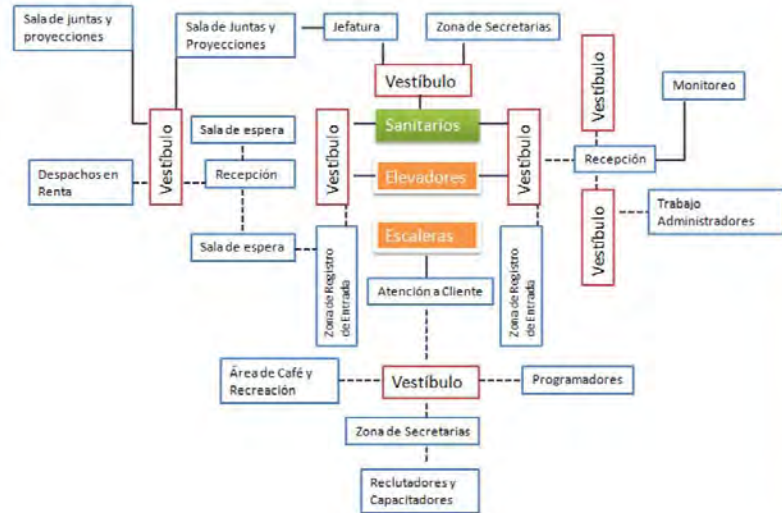 Sala de juntas y
proyecciones
Sala de Juntas y
Proyecciones
Jefatura
Zona de Secretarias
Vestíbulo
Monitoreo
Vestíbulo
Sala de espera
Vestíbulo
Sanitarios
Vestíbulo
Vestíbulo
Despachos en
Renta
Recepción
Elevadores
Recepción
Sala de espera
Escaleras
Vestíbulo
Trabajo
Administradores
Zona de Registro
de Entrada
Atención a Cliente
Zona de Registro
de Entrada
Área de Café y
Recreación
Vestíbulo
Programadores
Zona de Secretarias
Reclutadores y
Capacitadores